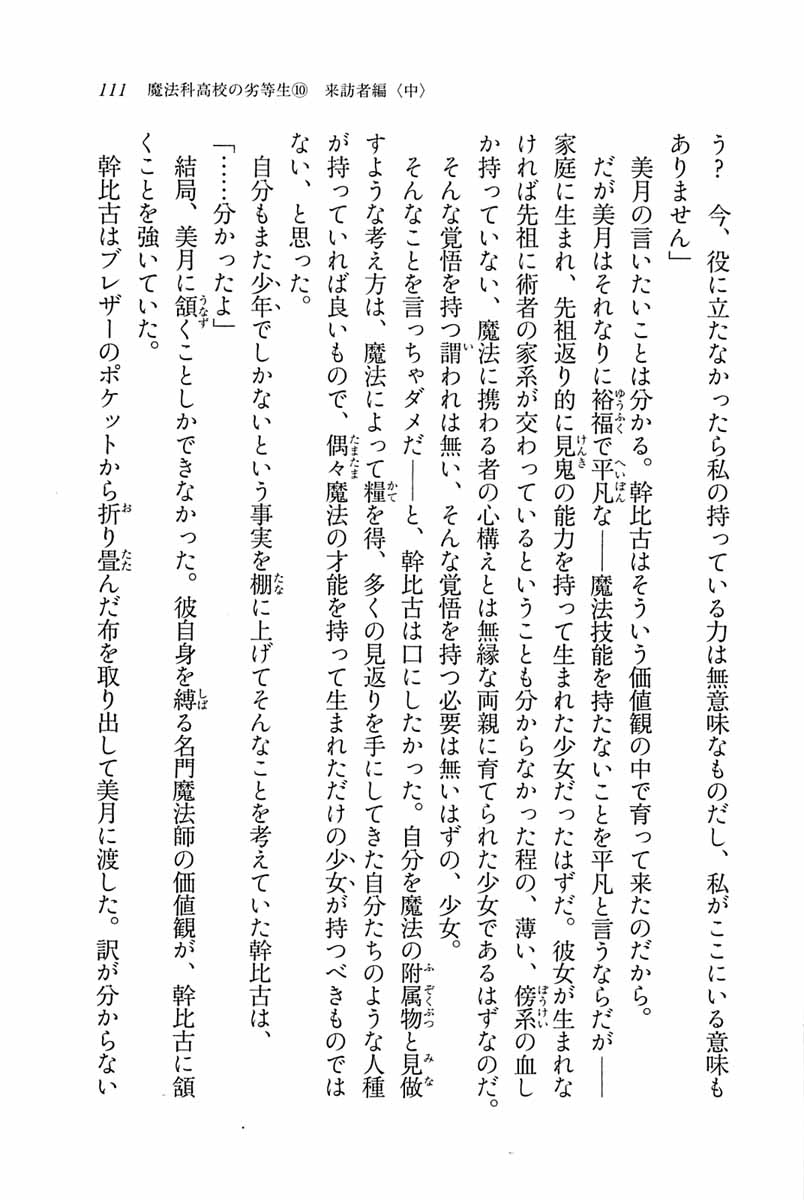 111 魔法科高校の劣等生⑩ 来訪者編〈中〉
う？ 今、役に立たなかったら私の持っている力は無意味なものだし、私がここにいる意味も
ありません」
美月の言いたいことは分かる。幹比古はそういう価値観の中で育って来たのだから。
だが美月はそれなりに裕福で平凡な――魔法技能を持たないことを平凡と言うならだが――
家庭に生まれ、先祖返り的に見鬼の能力を持って生まれた少女だったはずだ。彼女が生まれな
ければ先祖に術者の家系が交わっているということも分からなかった程の、薄い、傍系の血し
か持っていない、魔法に携わる者の心構えとは無縁な両親に育てられた少女であるはずなのだ。
そんな覚悟を持つ謂われは無い、そんな覚悟を持つ必要は無いはずの、少女。
そんなことを言っちゃダメだ――と、幹比古は口にしたかった。自分を魔法の附属物と見做
すような考え方は、魔法によって糧を得、多くの見返りを手にしてきた自分たちのような人種
が持っていれば良いもので、偶々魔法の才能を持って生まれただけの少女が持つべきものでは
ない、と思った。
自分もまた少年でしかないという事実を棚に上げてそんなことを考えていた幹比古は、
「……分かったよ」
結局、美月に頷くことしかできなかった。彼自身を縛る名門魔法師の価値観が、幹比古に頷
くことを強いていた。
幹比古はブレザーのポケットから折り畳んだ布を取り出して美月に渡した。訳が分からない